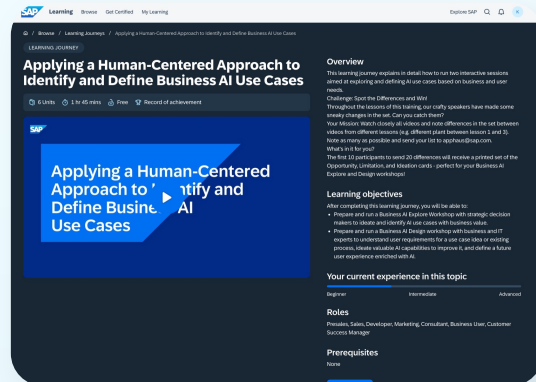 SAP Learning Browse Get Certified My Learning Explore SAP
/ Browse / Learning Journeys / Applying a Human-Centered Approach to Identify and Define Business AI Use Cases
LEARNING JOURNEY
Applying a Human-Centered Approach to
Identify and Define Business AI Use Cases
6 Units 1 hr 45 mins Free Record of achievement
SAP
Applying a Human-Centered
Approach to ntify and
Define Busine AI
Use Cases
Overview
This learning journey explains in detail how to run two interactive sessions
aimed at exploring and defining AI use cases based on business and user
needs.
Challenge: Spot the Differences and Win!
Throughout the lessons of this training, our crafty speakers have made some
sneaky changes in the set. Can you catch them?
Your Mission: Watch closely all videos and note differences in the set between
videos from different lessons (e.g. different plant between lesson 1 and 3).
Note as many as possible and send your list to apphaus@sap.com.
What's in it for you?
The first 10 participants to send 20 differences will receive a printed set of the
Opportunity, Limitation, and Ideation cards - perfect for your Business AI
Explore and Design workshops!
Learning objectives
After completing this learning journey, you will be able to:
• Prepare and run a Business AI Explore Workshop with strategic decision
makers to ideate and identify AI use cases with business value.
• Prepare and run a Business AI Design workshop with business and IT
experts to understand user requirements for a use case idea or existing
process, ideate valuable AI capabilities to improve it, and define a future
user experience enriched with AI.
Your current experience in this topic
Beginner Intermediate Advanced
Roles
Presales, Sales, Developer, Marketing, Consultant, Business User, Customer
Success Manager
Prerequisites
None